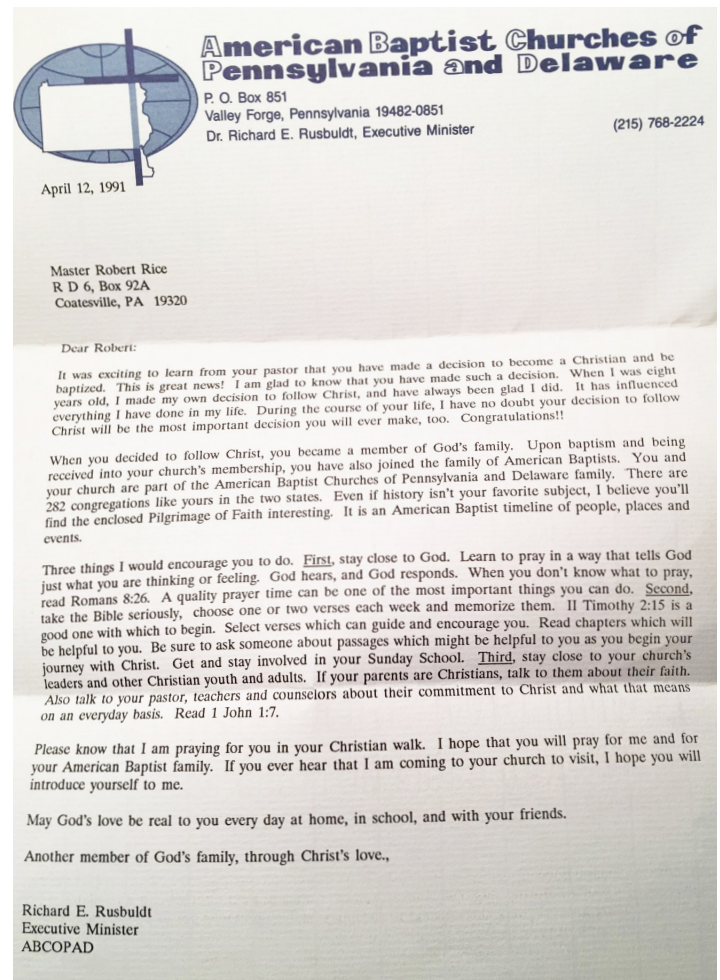 American Baptist Churches of
Pennsylvania and Delaware
P. O. Box 851
Valley Forge, Pennsylvania 19482-0851
Dr. Richard E. Rusbuldt, Executive Minister
(215) 768-2224
April 12, 1991
Master Robert Rice
R D 6, Box 92A
Coatesville, PA 19320
Dear Robert:
It was exciting to learn from your pastor that you have made a decision to become a Christian and be
baptized. This is great news! I am glad to know that you have made such a decision. When I was eight
years old, I made my own decision to follow Christ, and have always been glad I did. It has influenced
everything I have done in my life. During the course of your life, I have no doubt your decision to follow
Christ will be the most important decision you will ever make, too. Congratulations!!
When you decided to follow Christ, you became a member of God's family. Upon baptism and being
received into your church's membership, you have also joined the family of American Baptists. You and
your church are part of the American Baptist Churches of Pennsylvania and Delaware family. There are
282 congregations like yours in the two states. Even if history isn't your favorite subject, I believe you'll
find the enclosed Pilgrimage of Faith interesting. It is an American Baptist timeline of people, places and
events.
Three things I would encourage you to do. First, stay close to God. Learn to pray in a way that tells God
just what you are thinking or feeling. God hears, and God responds. When you don't know what to pray,
read Romans 8:26. A quality prayer time can be one of the most important things you can do. Second,
take the Bible seriously, choose one or two verses each week and memorize them. II Timothy 2:15 is a
good one with which to begin. Select verses which can guide and encourage you. Read chapters which will
be helpful to you. Be sure to ask someone about passages which might be helpful to you as you begin your
journey with Christ. Get and stay involved in your Sunday School. Third, stay close to your church's
leaders and other Christian youth and adults. If your parents are Christians, talk to them about their faith.
Also talk to your pastor, teachers and counselors about their commitment to Christ and what that means
on an everyday basis. Read 1 John 1:7.
Please know that I am praying for you in your Christian walk. I hope that you will pray for me and for
your American Baptist family. If you ever hear that I am coming to your church to visit, I hope you will
introduce yourself to me.
May God's love be real to you every day at home, in school, and with your friends.
Another member of God's family, through Christ's love.,
Richard E. Rusbuldt
Executive Minister
ABCOPAD